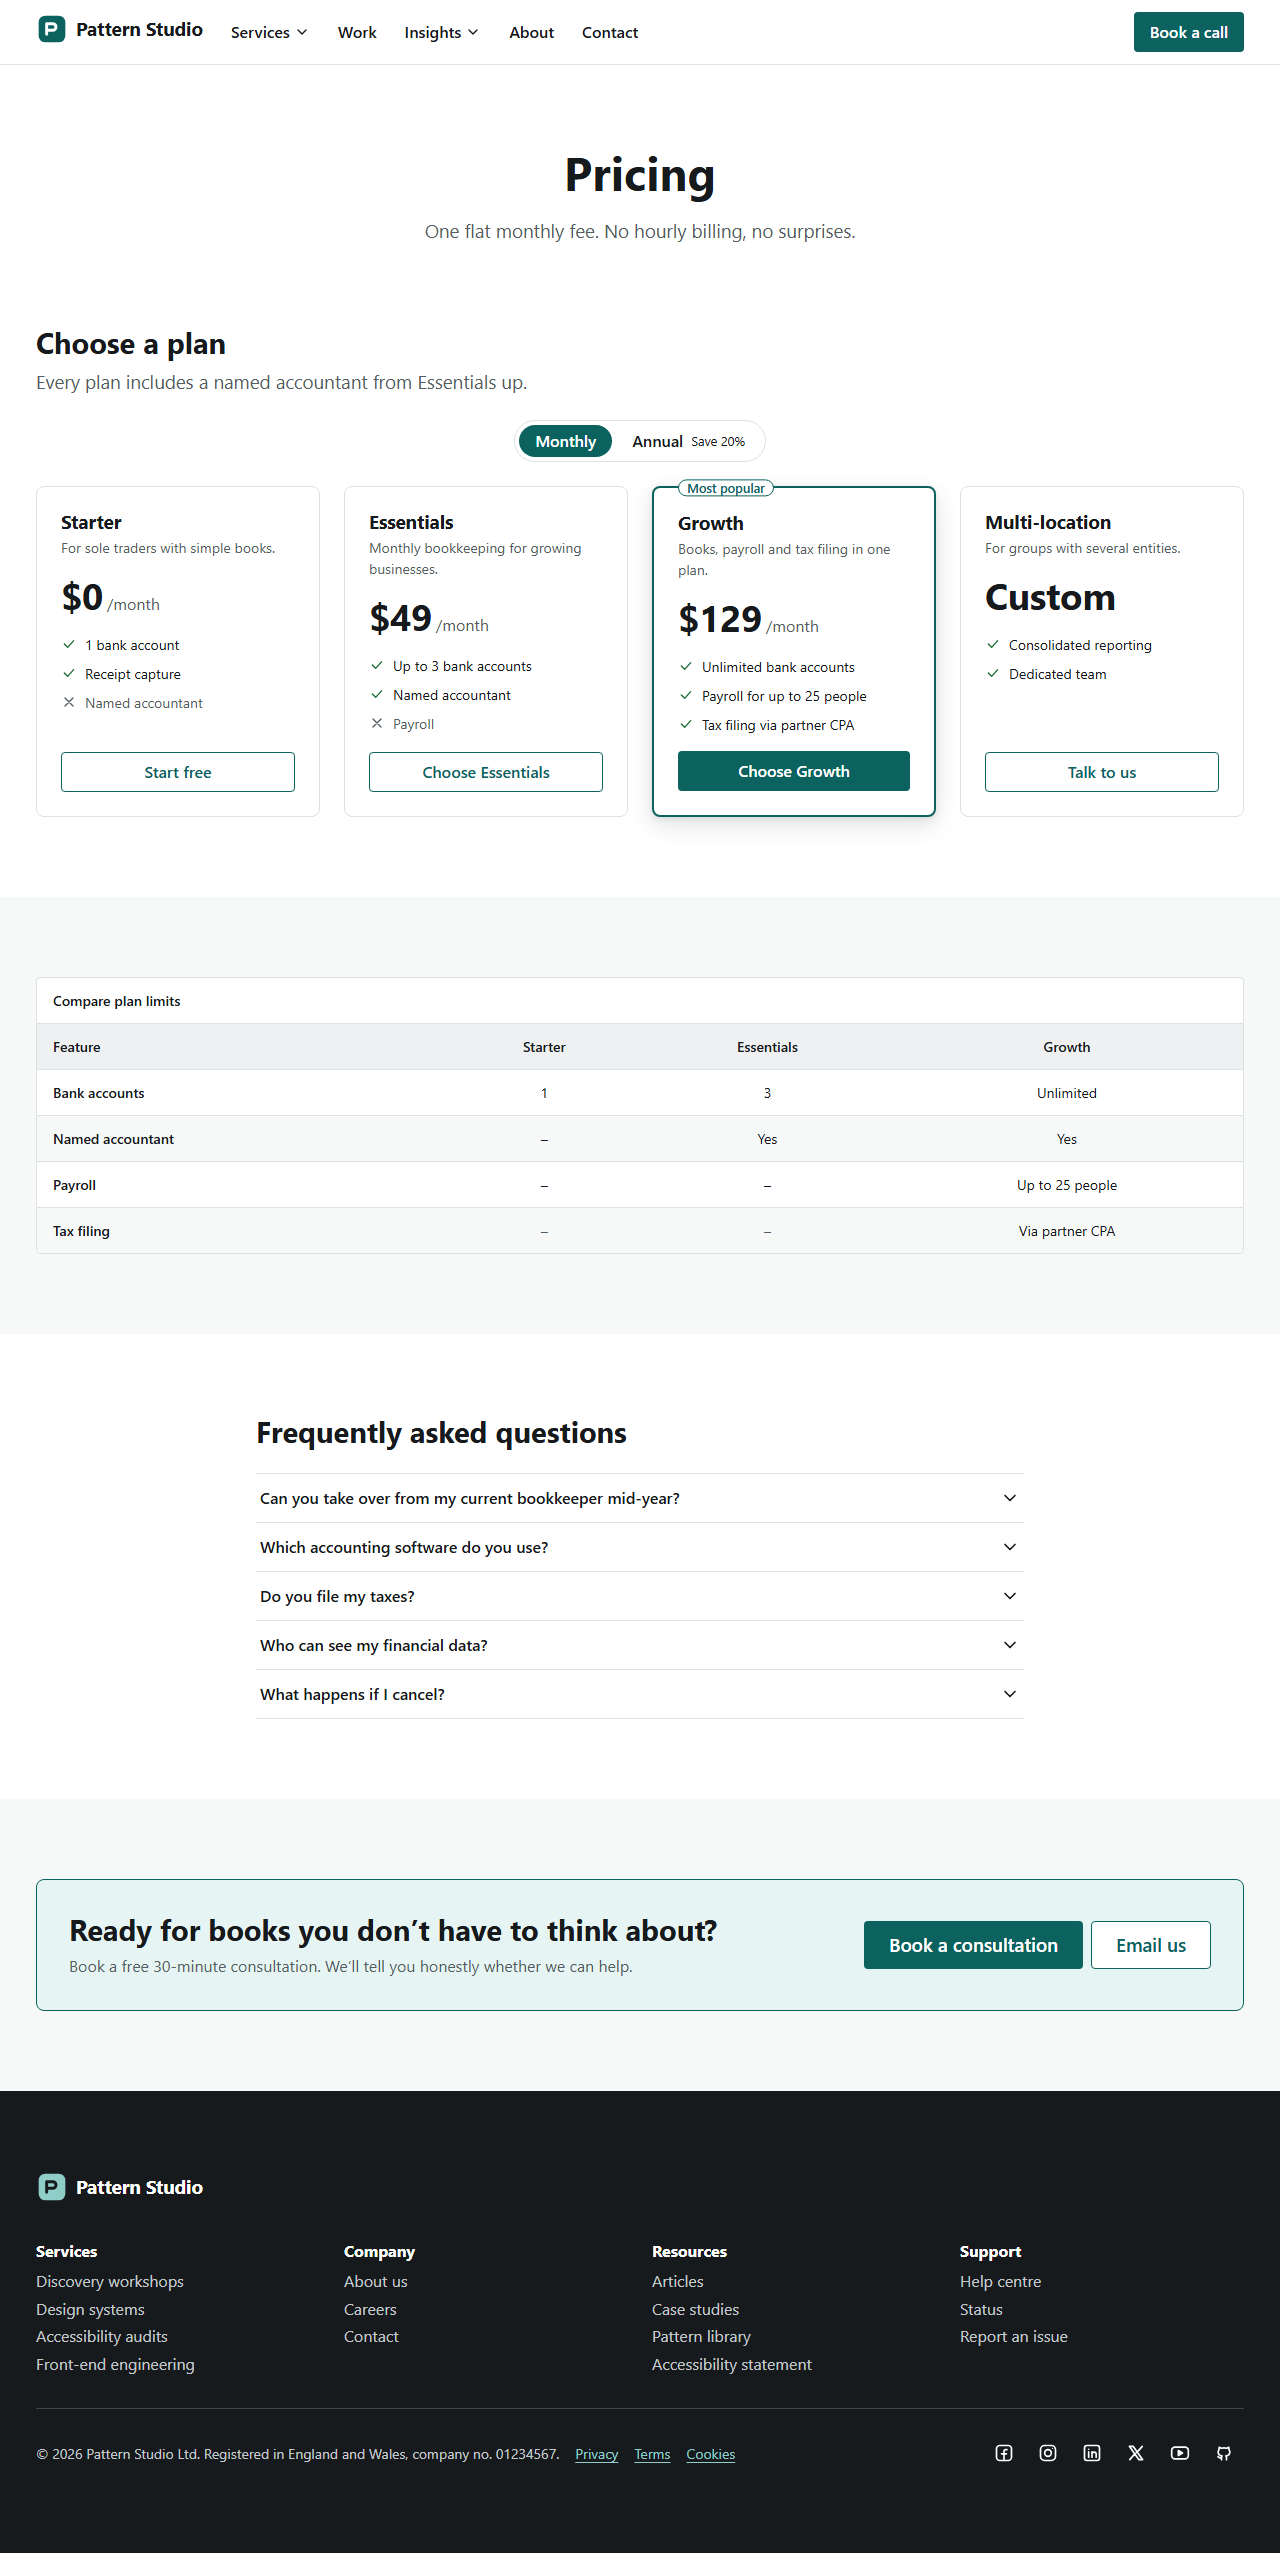 Pattern Studio
Services
Work
Insights
About
Contact
Book a call
Pricing
One flat monthly fee. No hourly billing, no surprises.
Choose a plan
Every plan includes a named accountant from Essentials up.
Monthly
Annual Save 20%
Starter
For sole traders with simple books.
$0 /month
1 bank account
Receipt capture
Named accountant
Start free
Essentials
Monthly bookkeeping for growing
businesses.
$49 /month
Up to 3 bank accounts
Named accountant
Payroll
Choose Essentials
Most popular
Growth
Books, payroll and tax filing in one
plan.
$129 /month
Unlimited bank accounts
Payroll for up to 25 people
Tax filing via partner CPA
Choose Growth
Multi-location
For groups with several entities.
Custom
Consolidated reporting
Dedicated team
Talk to us
Compare plan limits
Feature Starter Essentials Growth
Bank accounts 1 3 Unlimited
Named accountant – Yes Yes
Payroll – – Up to 25 people
Tax filing – – Via partner CPA
Frequently asked questions
Can you take over from my current bookkeeper mid-year?
Which accounting software do you use?
Do you file my taxes?
Who can see my financial data?
What happens if I cancel?
Ready for books you don’t have to think about?
Book a free 30-minute consultation. We’ll tell you honestly whether we can help.
Book a consultation
Email us
Pattern Studio
Services
Discovery workshops
Design systems
Accessibility audits
Front-end engineering
Company
About us
Careers
Contact
Resources
Articles
Case studies
Pattern library
Accessibility statement
Support
Help centre
Status
Report an issue
© 2026 Pattern Studio Ltd. Registered in England and Wales, company no. 01234567. Privacy Terms Cookies